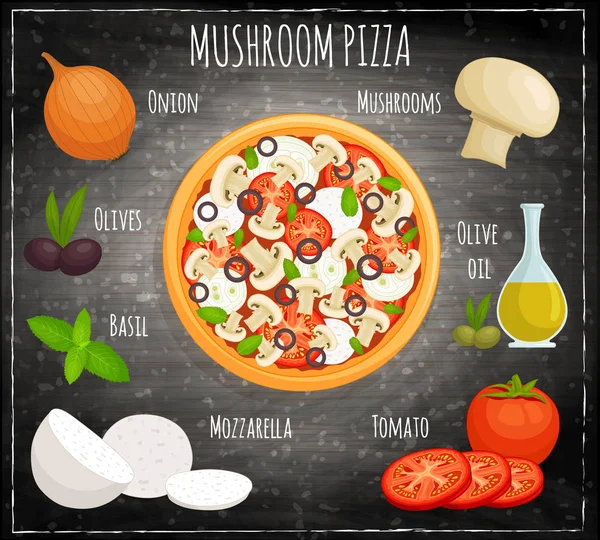 Mushroom Pizza
Onion
Mushrooms
Olives
Olive
oil
Basil
Mozzarella
Tomato